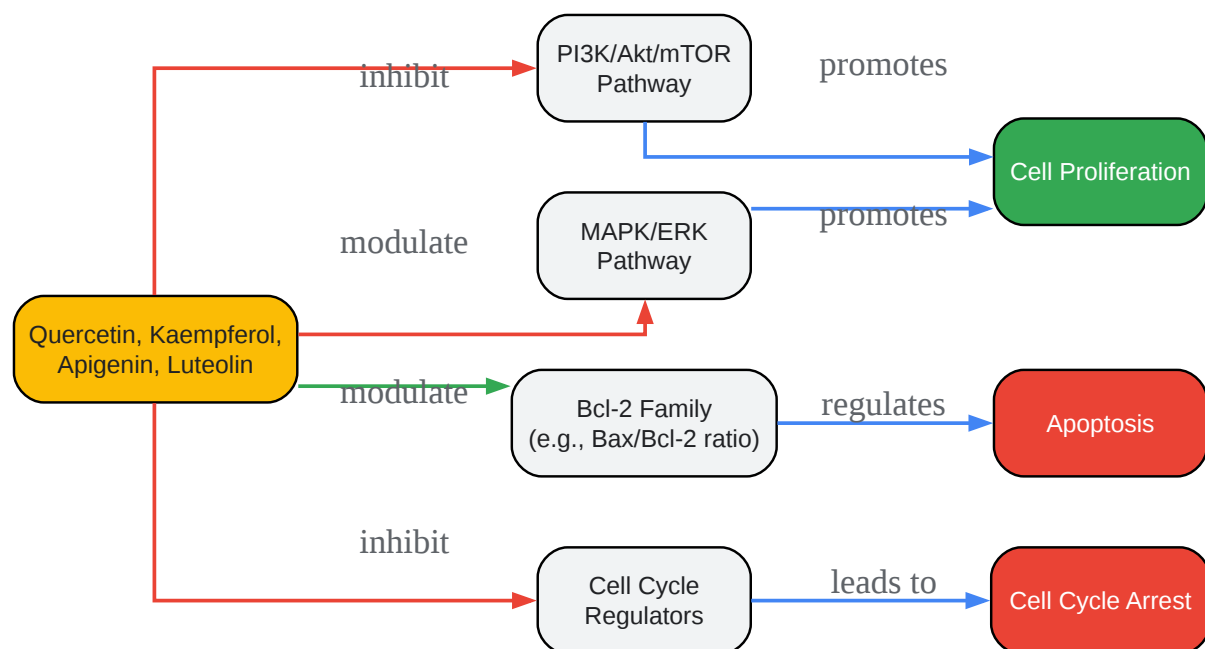 PI3K/Akt/mTOR
Pathway
inhibit
promotes
Cell Proliferation
MAPK/ERK
Pathway
modulate
promotes
Quercetin, Kaempferol,
Apigenin, Luteolin
modulate
Bcl-2 Family
(e.g., Bax/Bcl-2 ratio)
regulates
Apoptosis
inhibit
Cell Cycle
Regulators
leads to
Cell Cycle Arrest